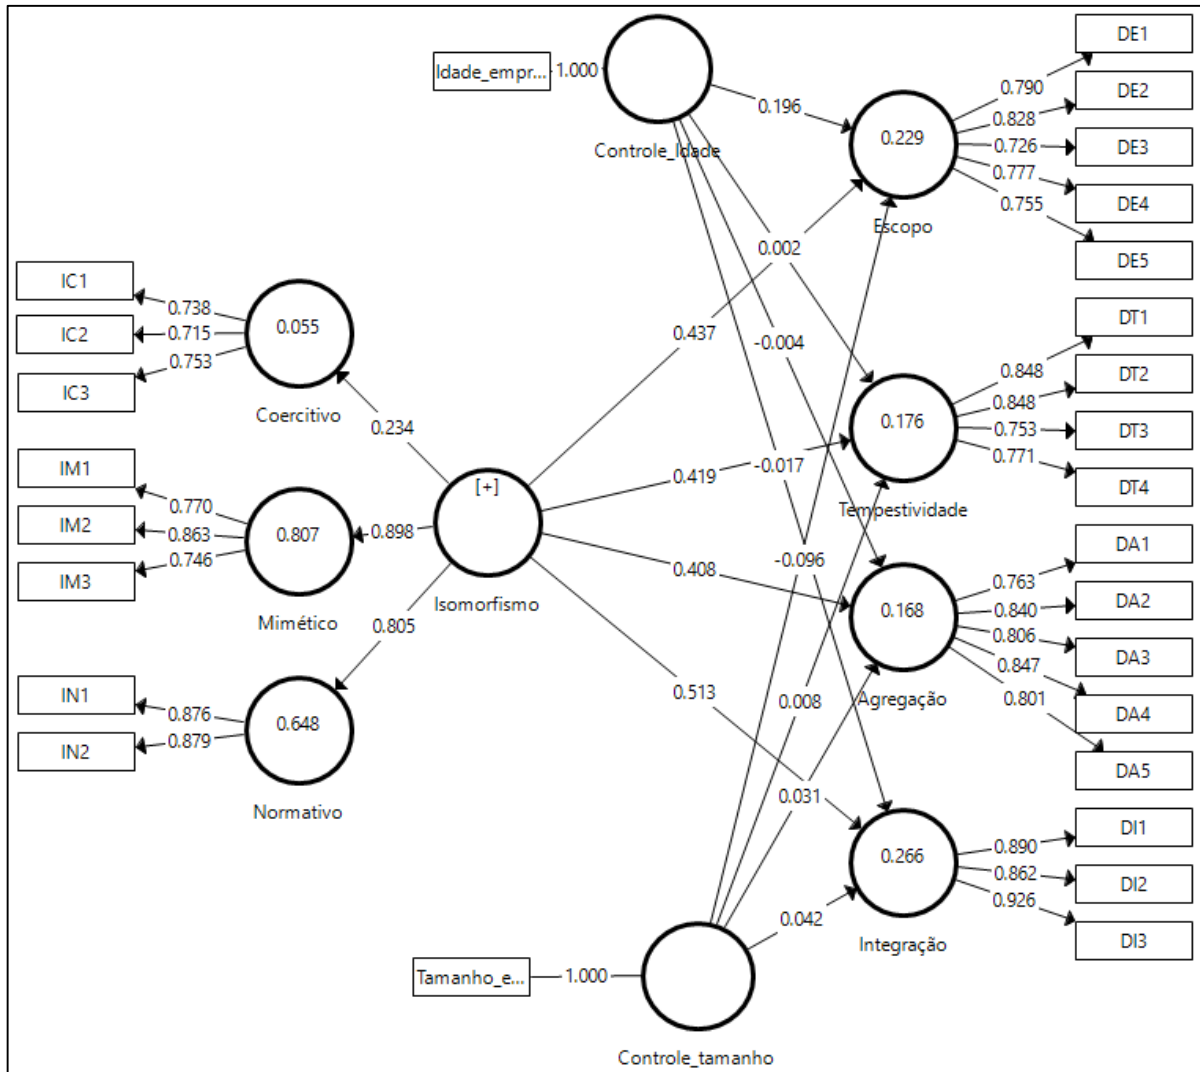 Idade_empr...
1.000
Controle_Idade
0.196
0.002
-0.004
-0.017
DE1
DE2
DE3
DE4
DE5
0.790
0.828
0.726
0.777
0.755
0.229
Escopo
IC1
IC2
IC3
0.738
0.715
0.753
0.055
Coercitivo
0.234
IM1
IM2
IM3
0.770
0.863
0.746
0.807
Mimético
0.898
IN1
IN2
0.876
0.879
0.648
Normativo
0.805
[+]
Isomorfismo
0.437
0.419
0.408
0.513
DT1
DT2
DT3
DT4
0.848
0.848
0.753
0.771
0.176
Tempestividade
DA1
DA2
DA3
DA4
DA5
0.763
0.840
0.806
0.847
0.801
0.168
Agregação
DI1
DI2
DI3
0.890
0.862
0.926
0.266
Integração
-0.096
0.008
0.031
0.042
Tamanho_e...
1.000
Controle_tamanho